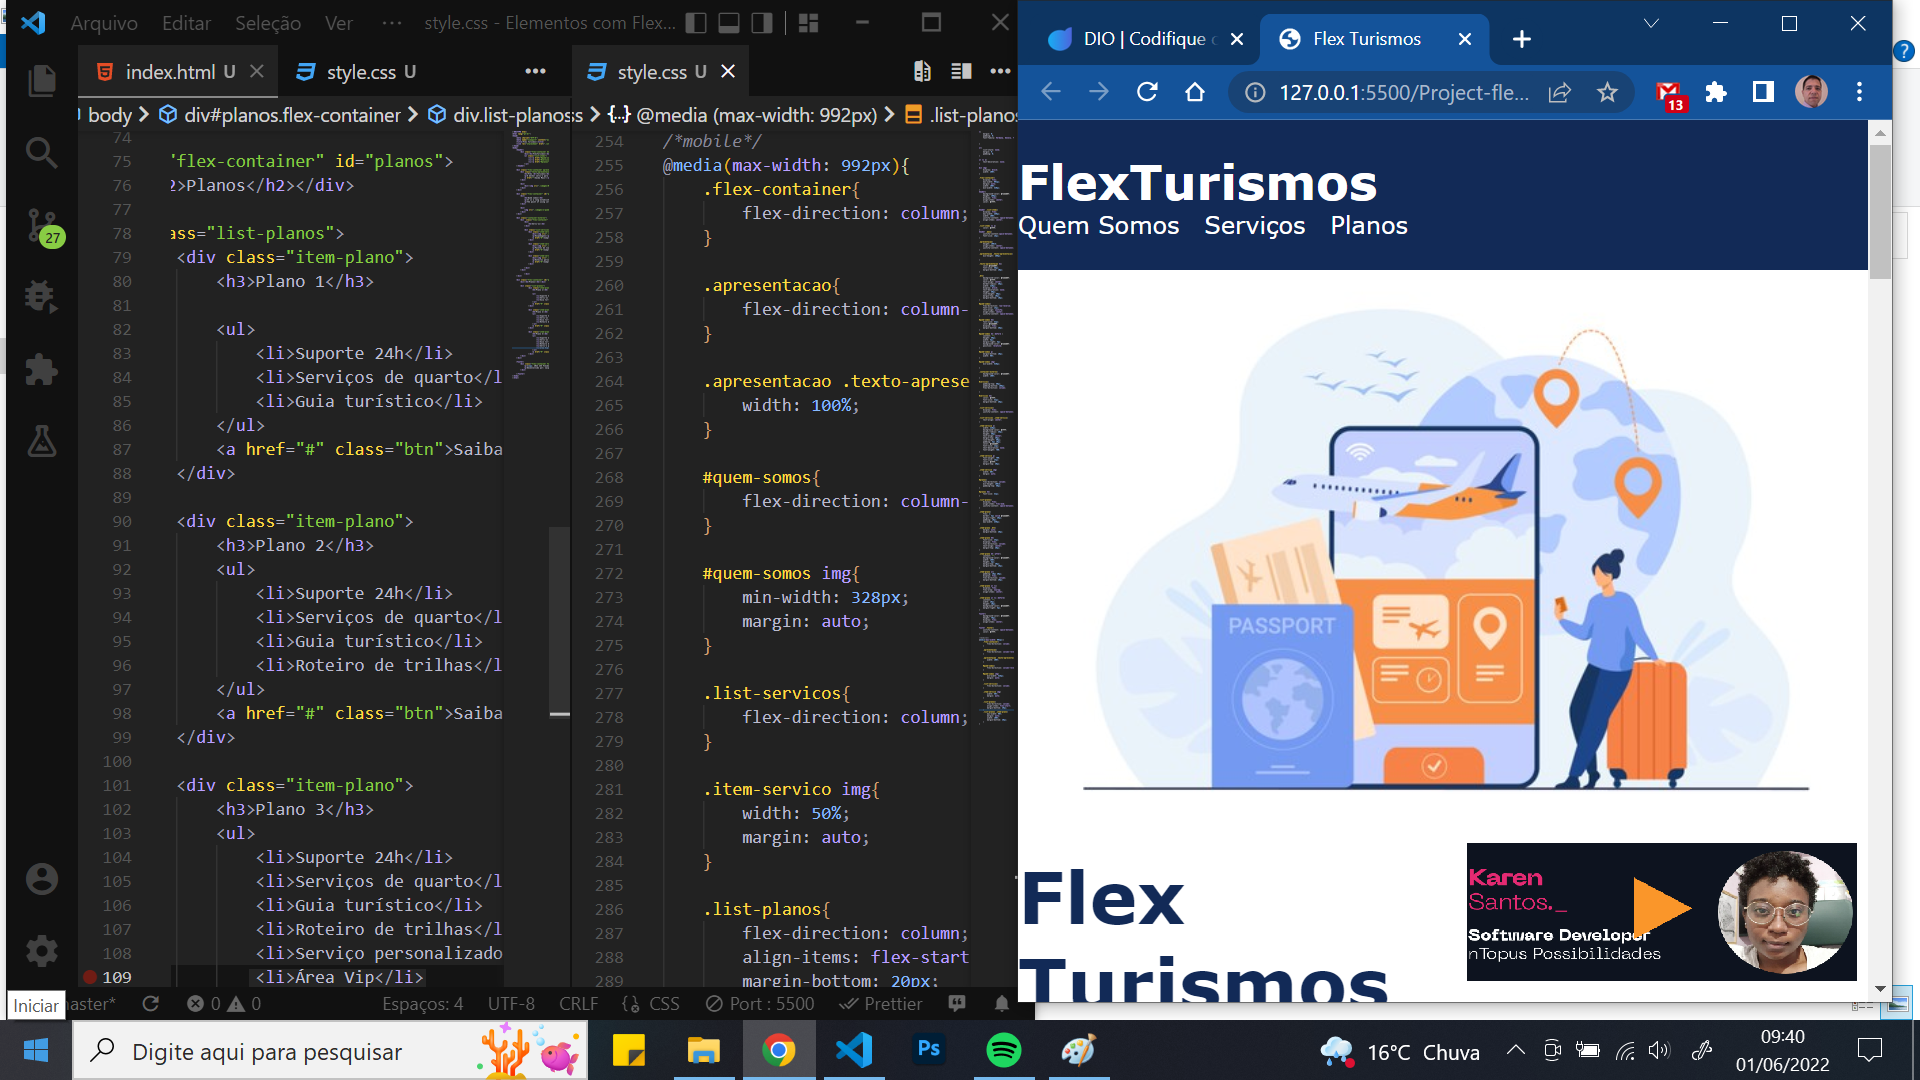 Arquivo Editar Seleção Ver ··· style.css - Elementos com Flex...
index.html U
style.css U
style.css U
body > div#planos.flex-container > div.list-planos
s > {··} @media (max-width: 992px) > .list-planos
74
75 "flex-container" id="planos">
76 2>Planos</h2></div>
77
78 ass="list-planos">
79 <div class="item-plano">
80 <h3>Plano 1</h3>
81
82 <ul>
83 <li>Suporte 24h</li>
84 <li>Serviços de quarto</l
85 <li>Guia turístico</li>
86 </ul>
87 <a href="#" class="btn">Saiba
88 </div>
89
90 <div class="item-plano">
91 <h3>Plano 2</h3>
92 <ul>
93 <li>Suporte 24h</li>
94 <li>Serviços de quarto</l
95 <li>Guia turístico</li>
96 <li>Roteiro de trilhas</l
97 </ul>
98 <a href="#" class="btn">Saiba
99 </div>
100
101 <div class="item-plano">
102 <h3>Plano 3</h3>
103 <ul>
104 <li>Suporte 24h</li>
105 <li>Serviços de quarto</l
106 <li>Guia turístico</li>
107 <li>Roteiro de trilhas</l
108 <li>Serviço personalizado
109 <li>Área Vip</li>
254 /*mobile*/
255 @media(max-width: 992px){
256 .flex-container{
257 flex-direction: column;
258 }
259
260 .apresentacao{
261 flex-direction: column-
262 }
263
264 .apresentacao .texto-aprese
265 width: 100%;
266 }
267
268 #quem-somos{
269 flex-direction: column-
270 }
271
272 #quem-somos img{
273 min-width: 328px;
274 margin: auto;
275 }
276
277 .list-servicos{
278 flex-direction: column;
279 }
280
281 .item-servico img{
282 width: 50%;
283 margin: auto;
284 }
285
286 .list-planos{
287 flex-direction: column;
288 align-items: flex-start
289 margin-bottom: 20px;
27
Iniciar
aster* 0 0 Espaços: 4 UTF-8 CRLF CSS Port : 5500 Prettier
DIO | Codifique
Flex Turismos
127.0.0.1:5500/Project-fle...
13
FlexTurismos
Quem Somos Serviços Planos
PASSPORT
Flex
Turismos
Karen
Santos._
Software Developer
nTopus Possibilidades
Digite aqui para pesquisar
Ps
16°C Chuva
09:40
01/06/2022